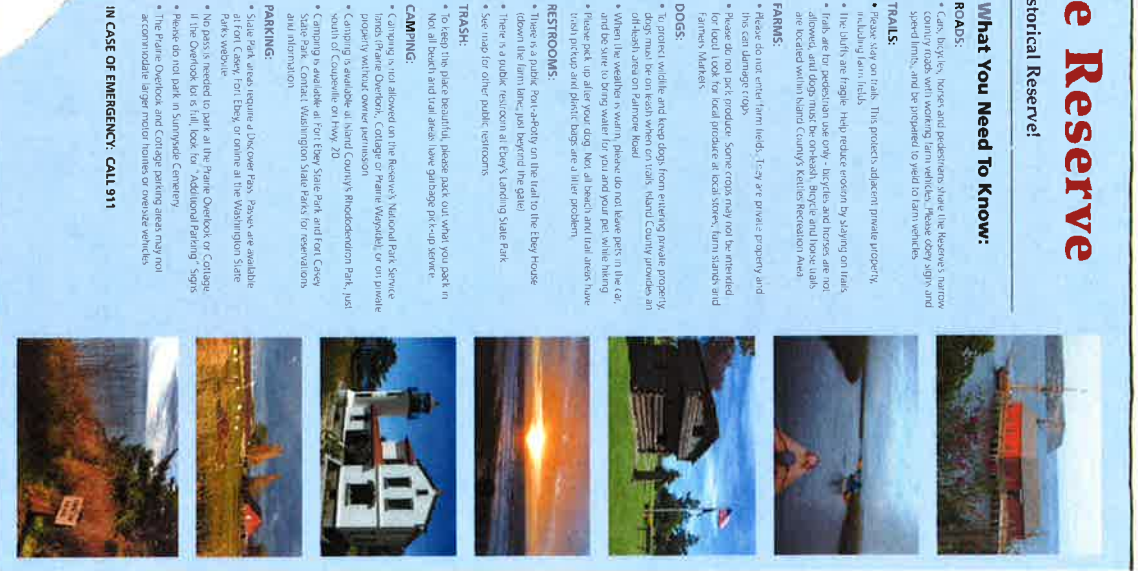 e Reserve
storical Reserve!
What You Need To Know:
ROADS:
• Cars, bicycles, horses and pedestrians share the Reserve's narrow
country roads with working farm vehicles. Please obey signs and
speed limits, and be prepared to yield to farm vehicles
TRAILS:
• Please stay on trails. This protects adjacent private property,
including farm fields
• The bluffs are fragile. Help reduce erosion by staying on trails
• Trails are for pedestrian use only - bicycles and horses are not
allowed, and dogs must be on-leash. Bicycle and horse trails
are located within Island County's Kettles Recreation Area
FARMS:
• Please do not enter farm fields. They are private property and
this can damage crops
• Please do not pick produce. Some crops may not be intended
for food. Look for local produce at local stores, farm stands and
Farmers Markets
DOGS:
• To protect wildlife and keep dogs from entering private property,
dogs must be on leash when on trails. Island County provides an
off-leash area on Patmore Road
• When the weather is warm, please do not leave pets in the car,
and be sure to bring water for you and your pet while hiking
• Please pick up after your dog. Not all beach and trail areas have
trash pickup and plastic bags are a litter problem
RESTROOMS:
• There is a public Port-a-Potty on the trail to the Ebey House
(down the farm lane, just beyond the gate)
• There is a public restroom at Ebey's Landing State Park
• See map for other public restrooms
TRASH:
• To keep this place beautiful, please pack out what you pack in
Not all beach and trail areas have garbage pick-up service
CAMPING:
• Camping is not allowed on the Reserve's National Park Service
lands (Prairie Overlook, Cottage or Prairie Wayside), or on private
property without owner permission
• Camping is available at Island County's Rhododendron Park, just
south of Coupeville on Hwy. 20
• Camping is available at Fort Ebey State Park and Fort Casey
State Park. Contact Washington State Parks for reservations
and information
PARKING:
• State Park areas require a Discover Pass. Passes are available
at Fort Casey, Fort Ebey, or online at the Washington State
Parks website
• No pass is needed to park at the Prairie Overlook or Cottage
If the Overlook lot is full, look for "Additional Parking" Signs
• Please do not park in Sunnyside Cemetery
• The Prairie Overlook and Cottage parking areas may not
accommodate larger motor homes or oversize vehicles
IN CASE OF EMERGENCY: CALL 911